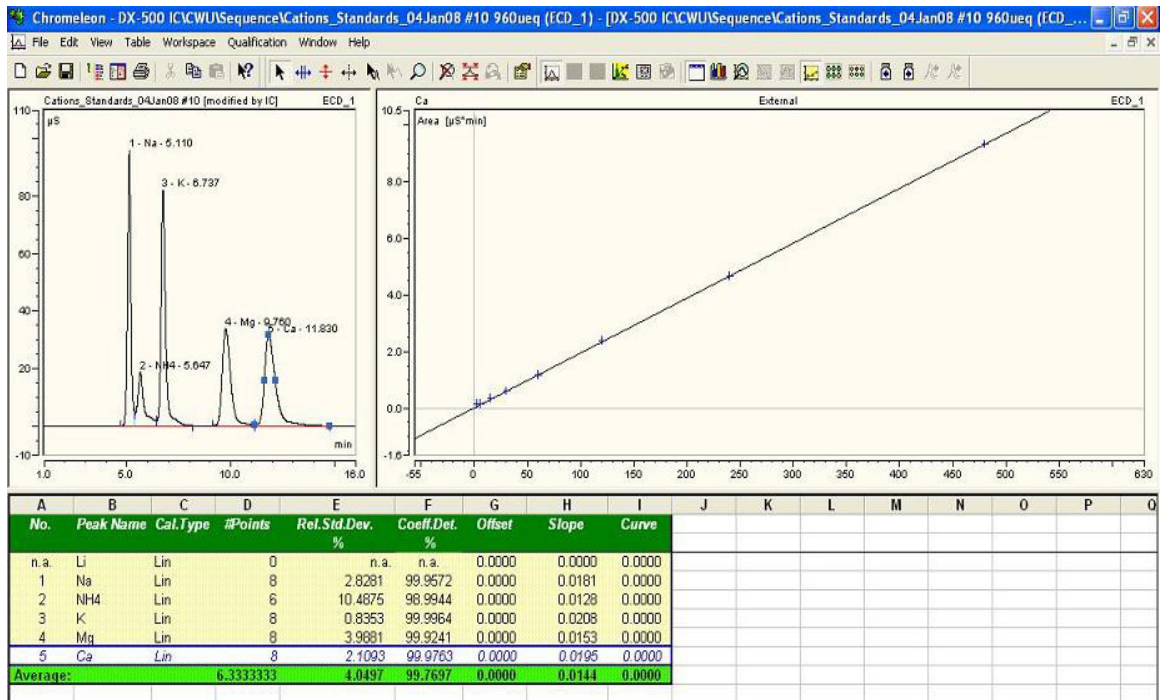 Chromeleon - DX-500 IC\CWU\Sequence\Cations_Standards_04Jan08 #10 960ueq (ECD_1) - [DX-500 IC\CWU\Sequence\Cations_Standards_04Jan08 #10 960ueq (ECD_...
File Edit View Table Workspace Qualification Window Help
Cations_Standards_04Jan08 #10 [modified by IC] ECD_1
110
µS
1 - Na - 5.110
3 - K - 6.737
80
60
40
4 - Mg - 9.760
5 - Ca - 11.830
2 - NH4 - 5.647
20
min
-10
1.0 5.0 10.0 16.0
Ca External ECD_1
10.5
Area [µS*min]
8.0
6.0
4.0
2.0
0.0
-1.6
-55 0 50 100 150 200 250 300 350 400 450 500 550 630
A B C D E F G H I J K L M N O P Q
No. Peak Name Cal.Type #Points Rel.Std.Dev. Coeff.Det. Offset Slope Curve
% %
n.a. Li Lin 0 n.a. n.a. 0.0000 0.0000 0.0000
1 Na Lin 8 2.8281 99.9572 0.0000 0.0181 0.0000
2 NH4 Lin 6 10.4875 98.9944 0.0000 0.0128 0.0000
3 K Lin 8 0.8353 99.9964 0.0000 0.0208 0.0000
4 Mg Lin 8 3.9881 99.9241 0.0000 0.0153 0.0000
5 Ca Lin 8 2.1093 99.9763 0.0000 0.0195 0.0000
Average: 6.3333333 4.0497 99.7697 0.0000 0.0144 0.0000